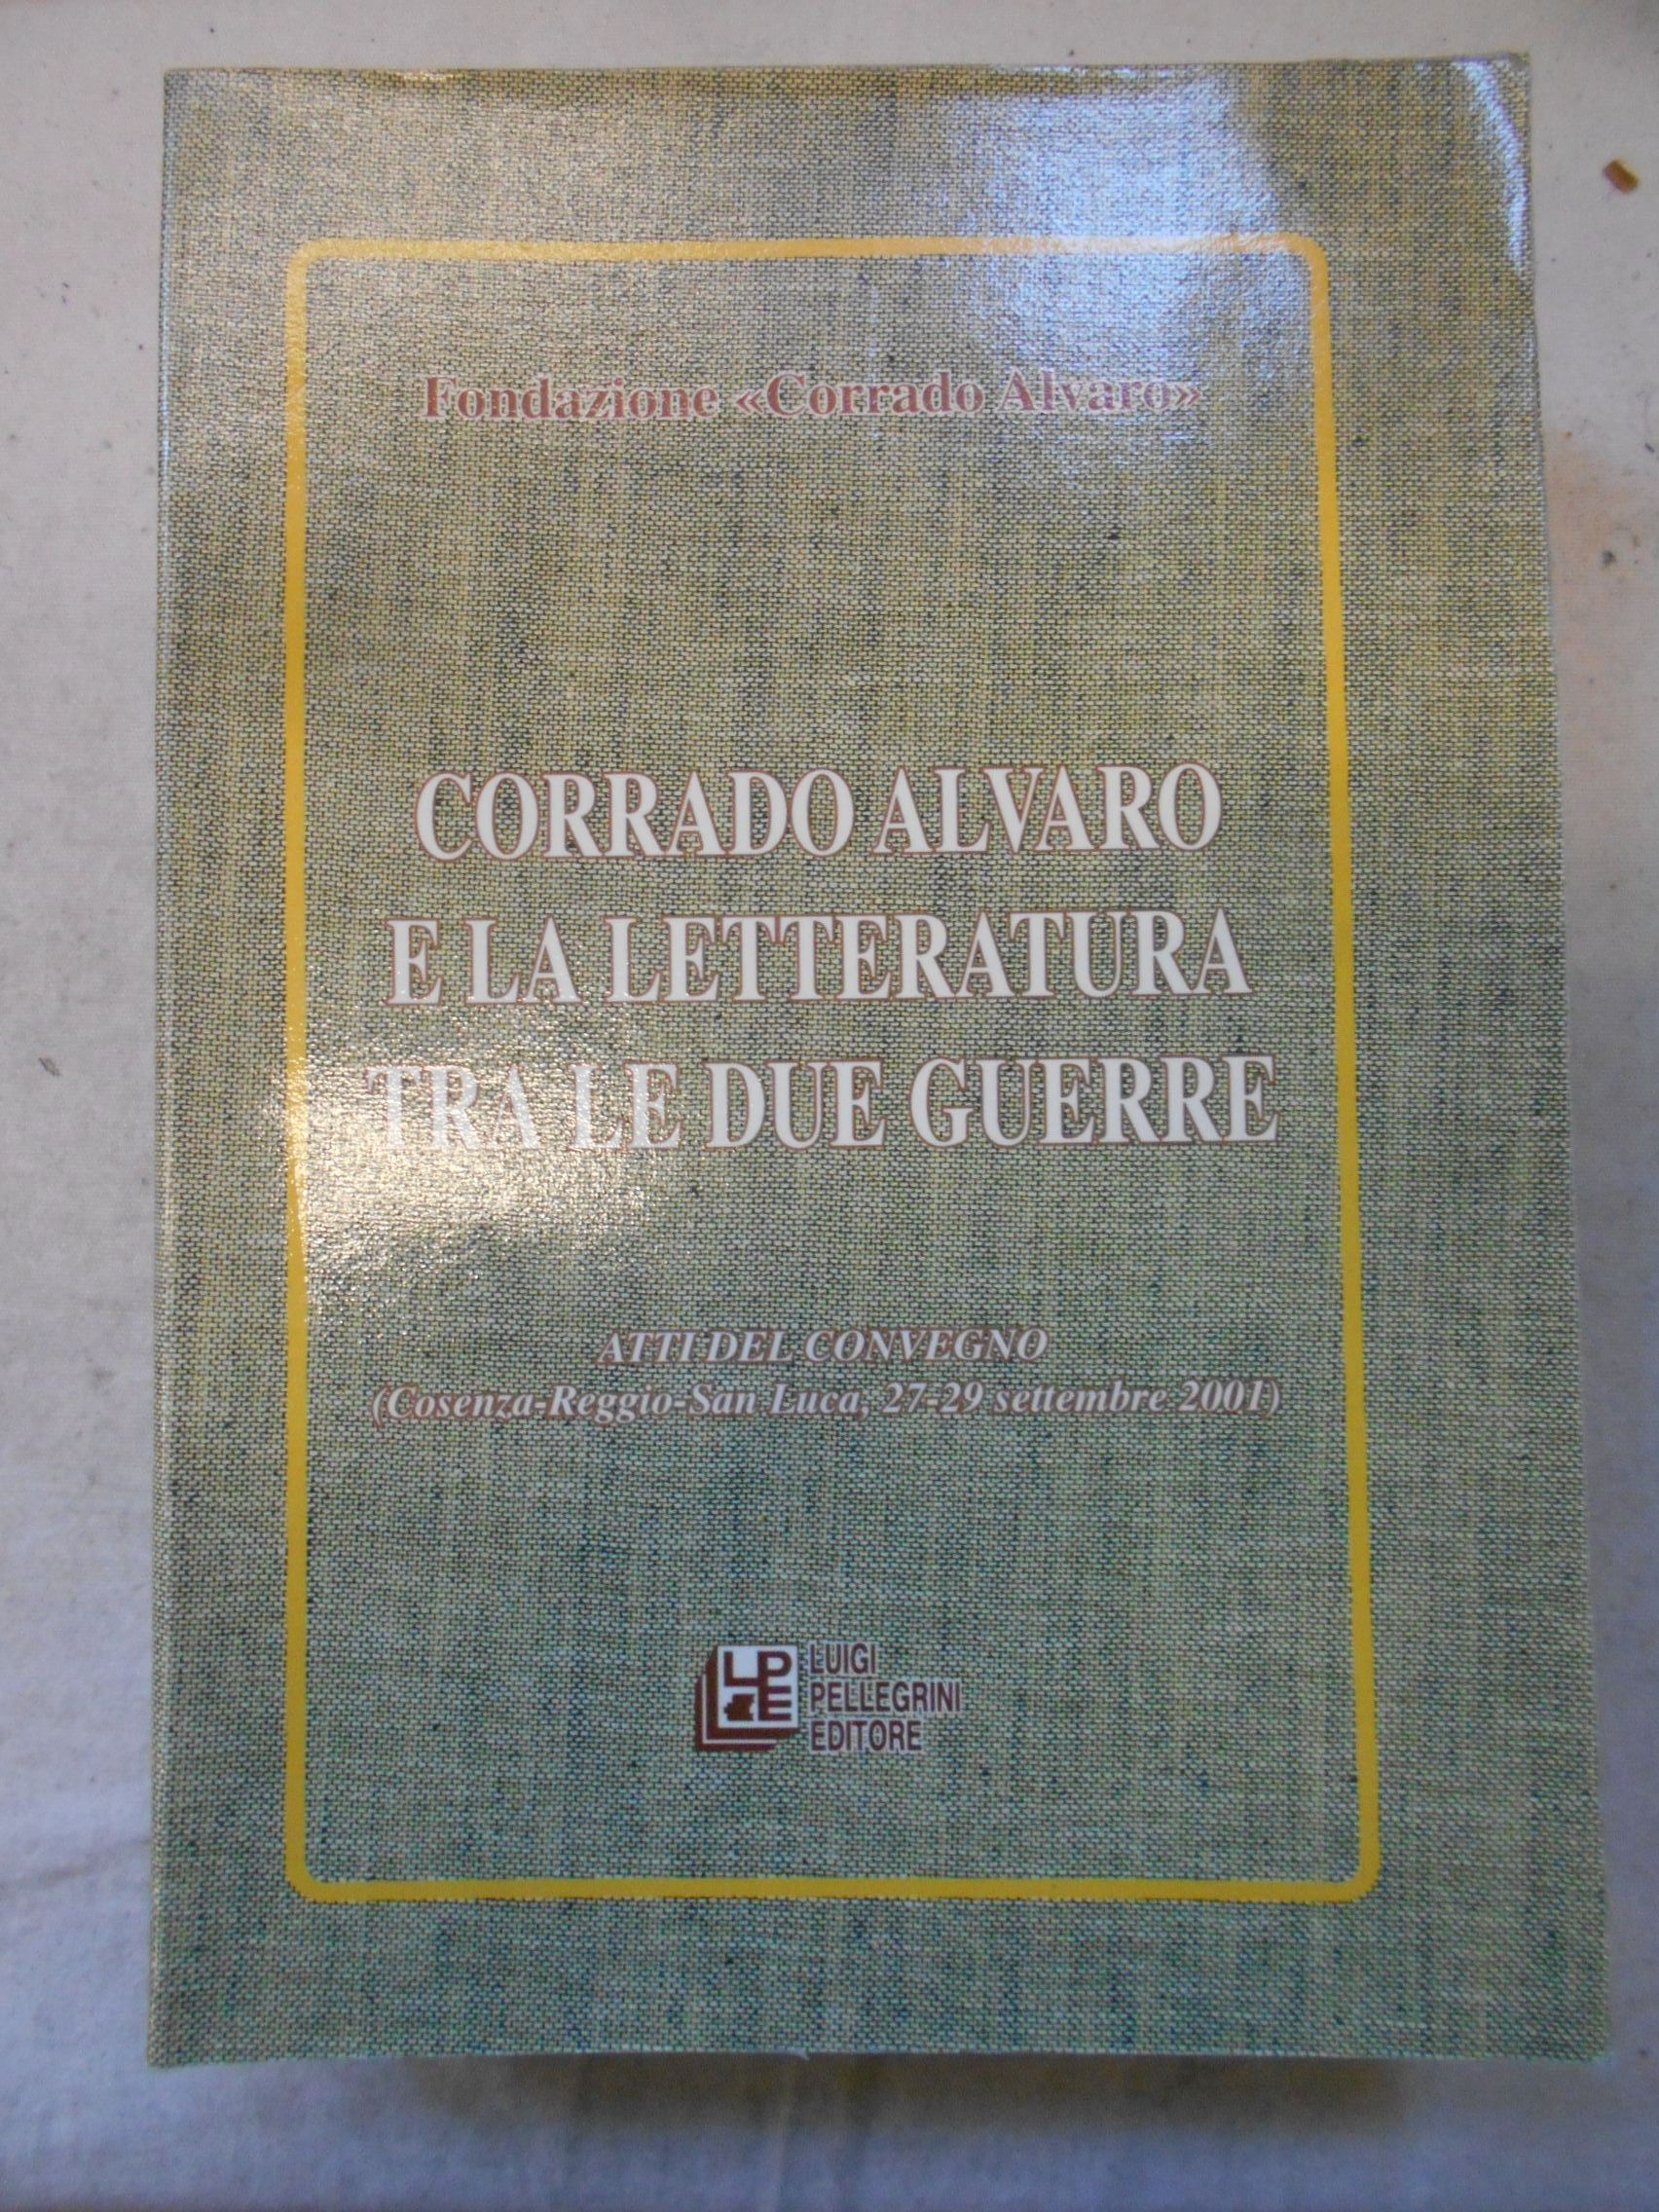 Fondazione «Corrado Alvaro»
CORRADO ALVARO
E LA LETTERATURA
TRA LE DUE GUERRE
ATTI DEL CONVEGNO
(Cosenza-Reggio-San Luca, 27-29 settembre 2001)
LPE
LUIGI
PELLEGRINI
EDITORE